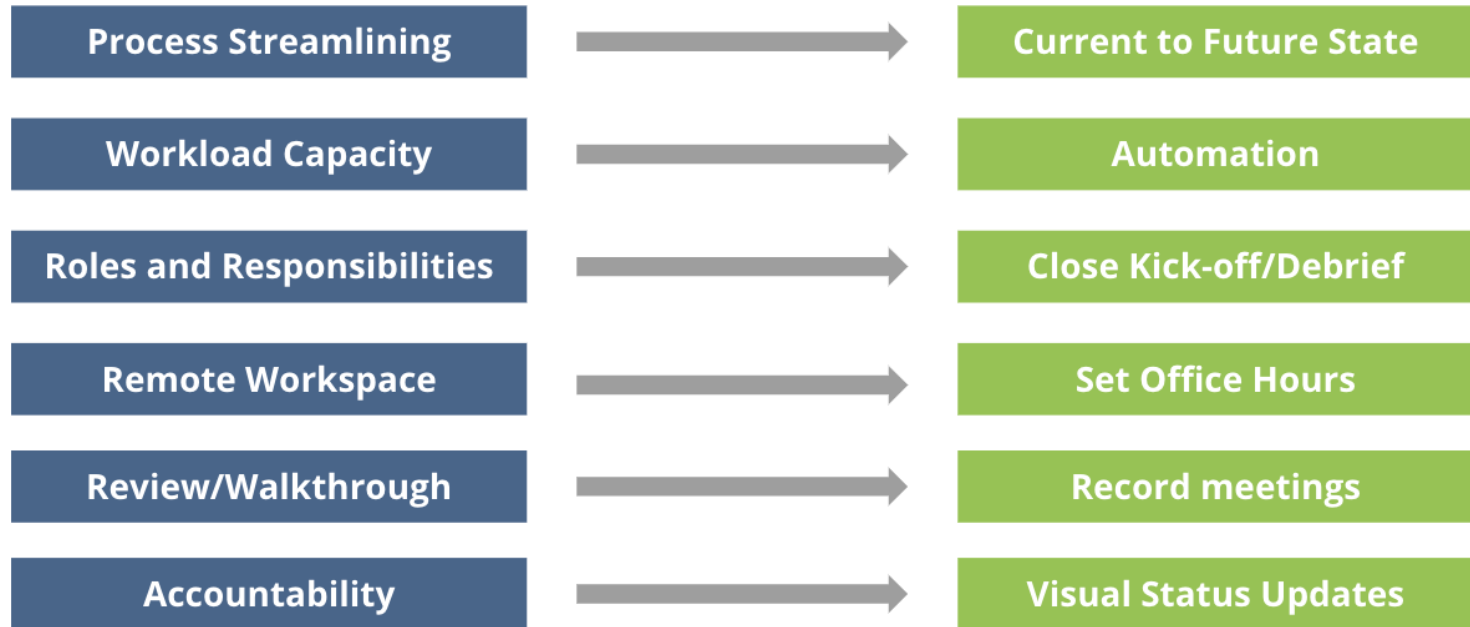 Process Streamlining
Current to Future State
Workload Capacity
Automation
Roles and Responsibilities
Close Kick-off/Debrief
Remote Workspace
Set Office Hours
Review/Walkthrough
Record meetings
Accountability
Visual Status Updates